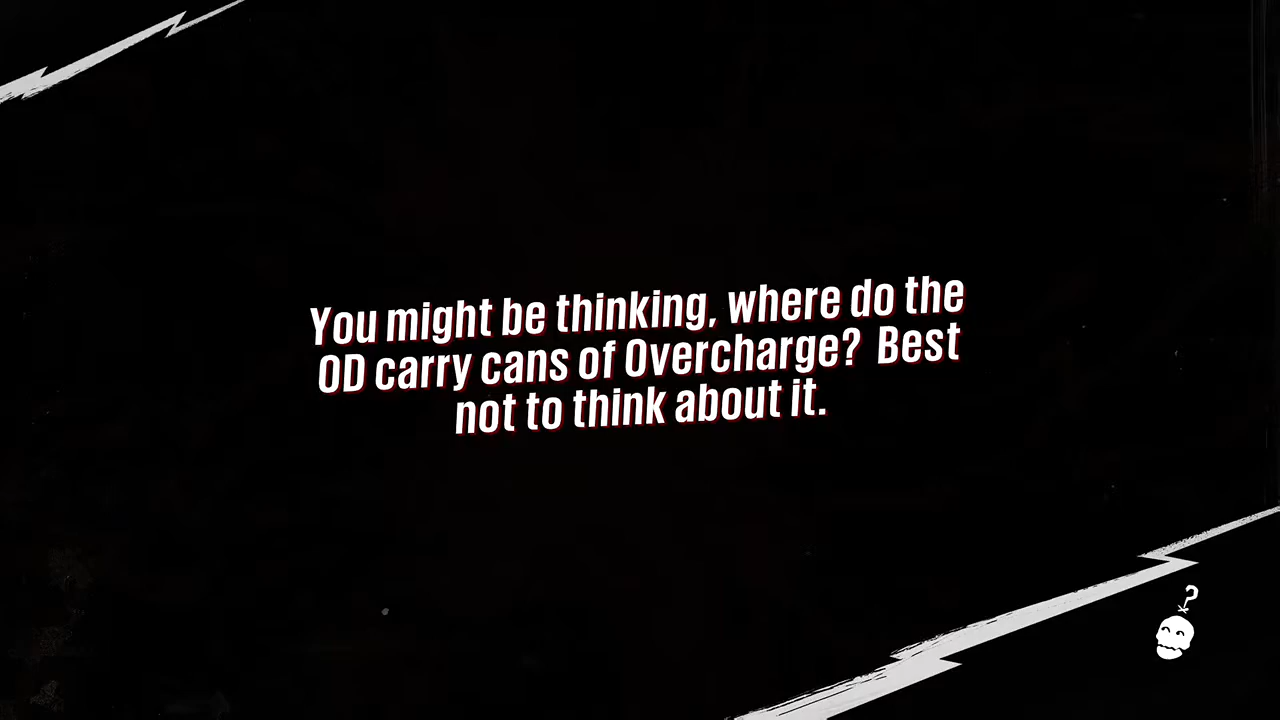 You might be thinking, where do the
OD carry cans of Overcharge? Best
not to think about it.
?